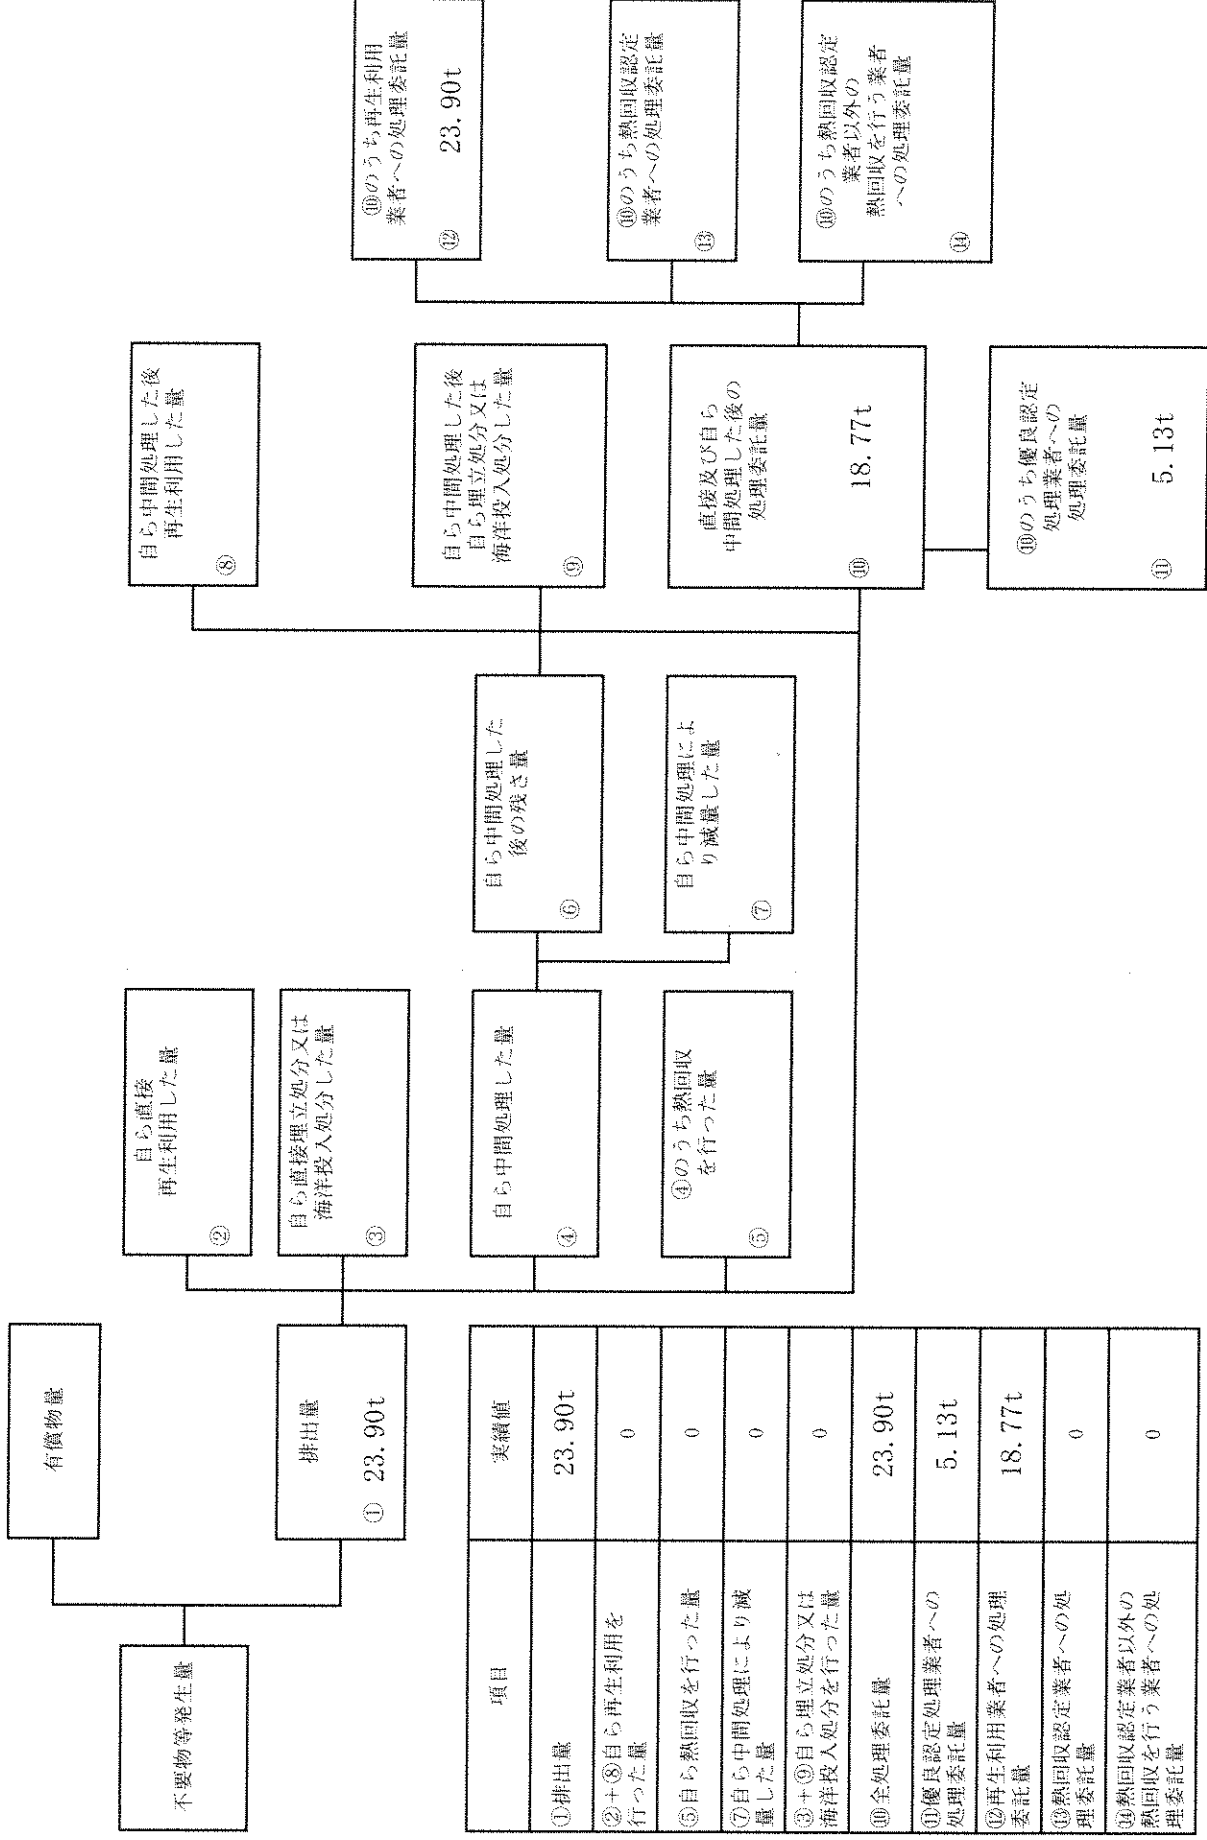 不要物等発生量
有償物量
排出量
① 23.90t
自ら直接
再生利用した量
②
自ら直接埋立処分又は
海洋投入処分した量
③
自ら中間処理した量
④
④のうち熱回収
を行った量
⑤
自ら中間処理した
後の残さ量
⑥
自ら中間処理によ
り減量した量
⑦
自ら中間処理した後
再生利用した量
⑧
自ら中間処理した後
自ら埋立処分又は
海洋投入処分した量
⑨
直接及び自ら
中間処理した後の
処理委託量
⑩ 18.77t
⑩のうち優良認定
処理業者への
処理委託量
⑪ 5.13t
⑩のうち再生利用
業者への処理委託量
⑫ 23.90t
⑩のうち熱回収認定
業者への処理委託量
⑬
⑩のうち熱回収認定
業者以外の
熱回収を行う業者
への処理委託量
⑭
項目 実績値
①排出量 23.90t
②+⑧自ら再生利用を
行った量 0
⑤自ら熱回収を行った量 0
⑦自ら中間処理により減
量した量 0
③+⑨自ら埋立処分又は
海洋投入処分を行った量 0
⑩全処理委託量 23.90t
⑪優良認定処理業者への
処理委託量 5.13t
⑫再生利用業者への処理
委託量 18.77t
⑬熱回収認定業者への処
理委託量 0
⑭熱回収認定業者以外の
熱回収を行う業者への処
理委託量 0